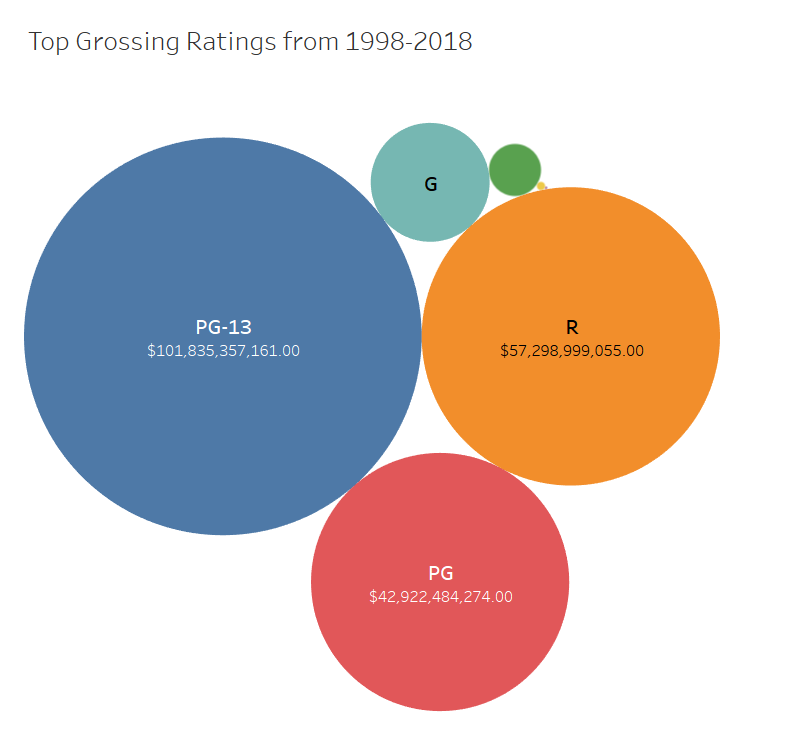 Top Grossing Ratings from 1998-2018
G
PG-13
$101,835,357,161.00
R
$57,298,999,055.00
PG
$42,922,484,274.00